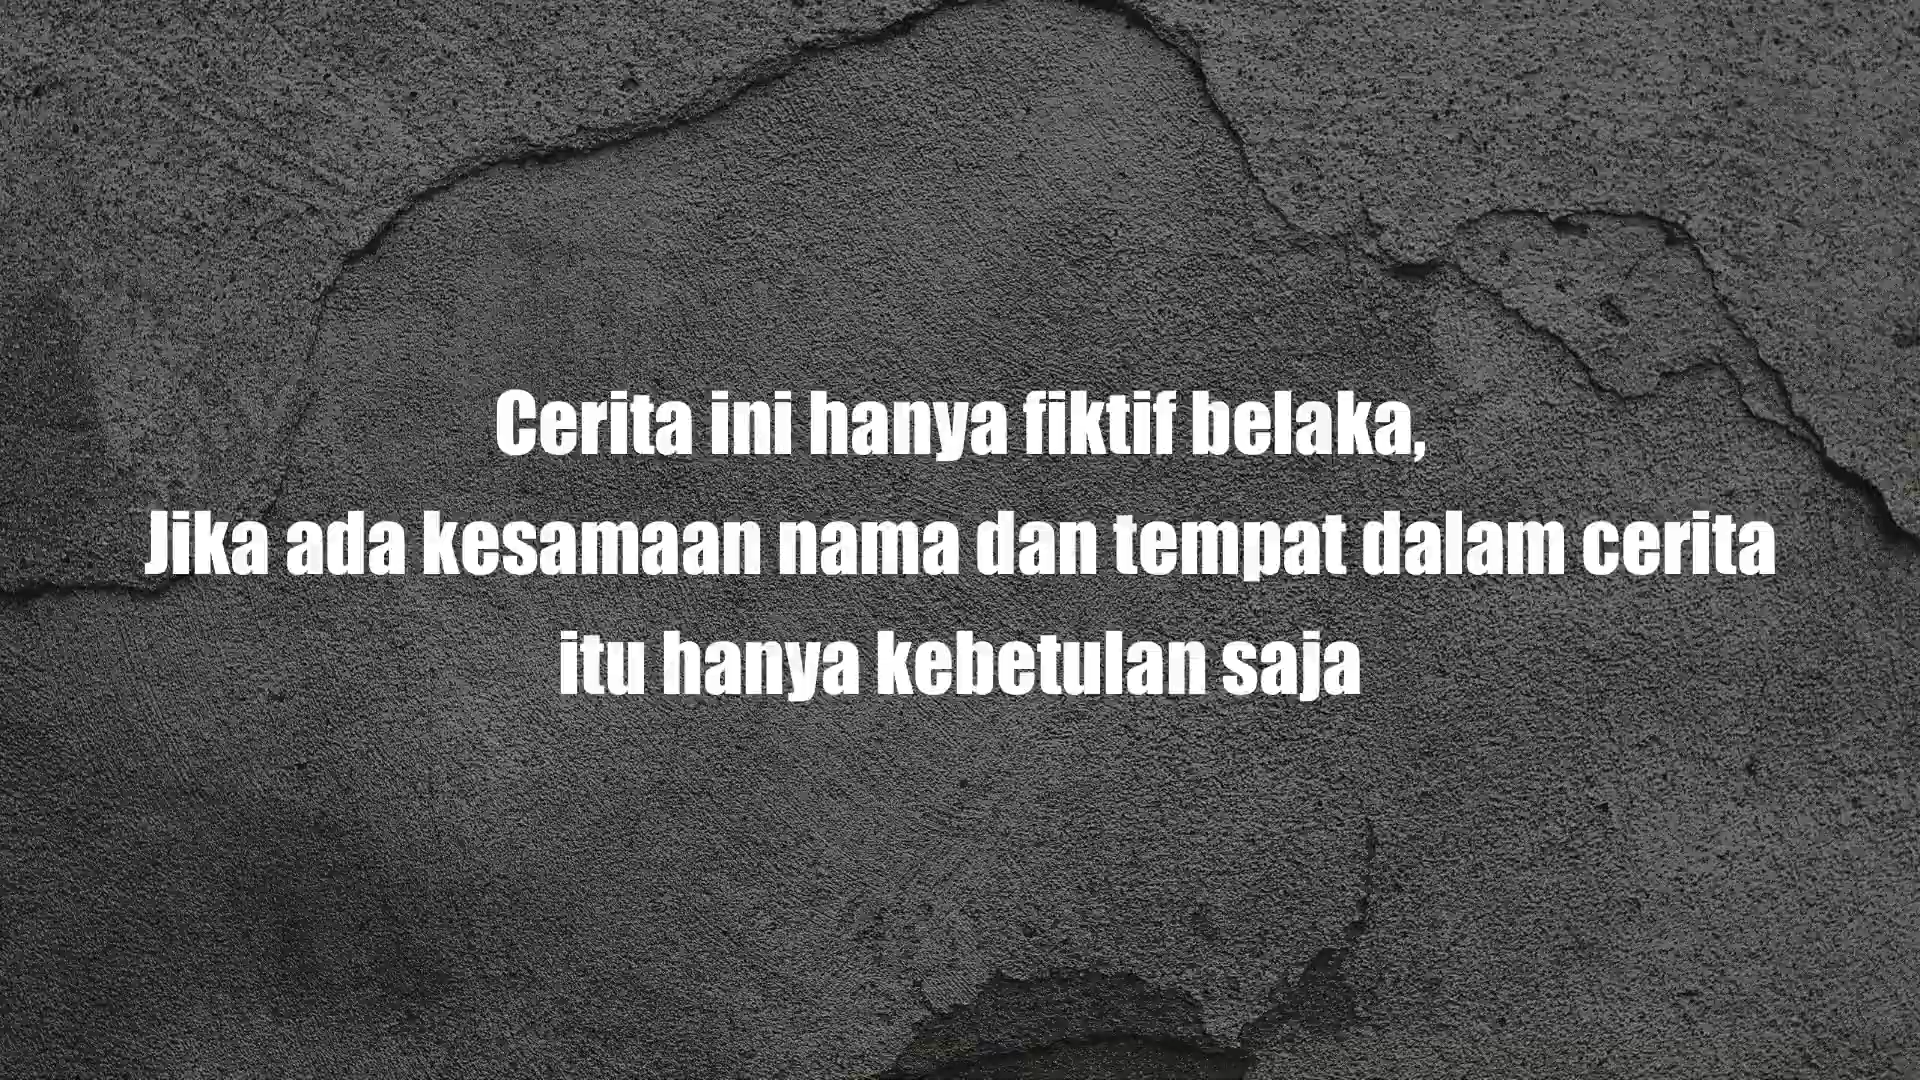 Cerita ini hanya fiktif belaka,
Jika ada kesamaan nama dan tempat dalam cerita
itu hanya kebetulan saja